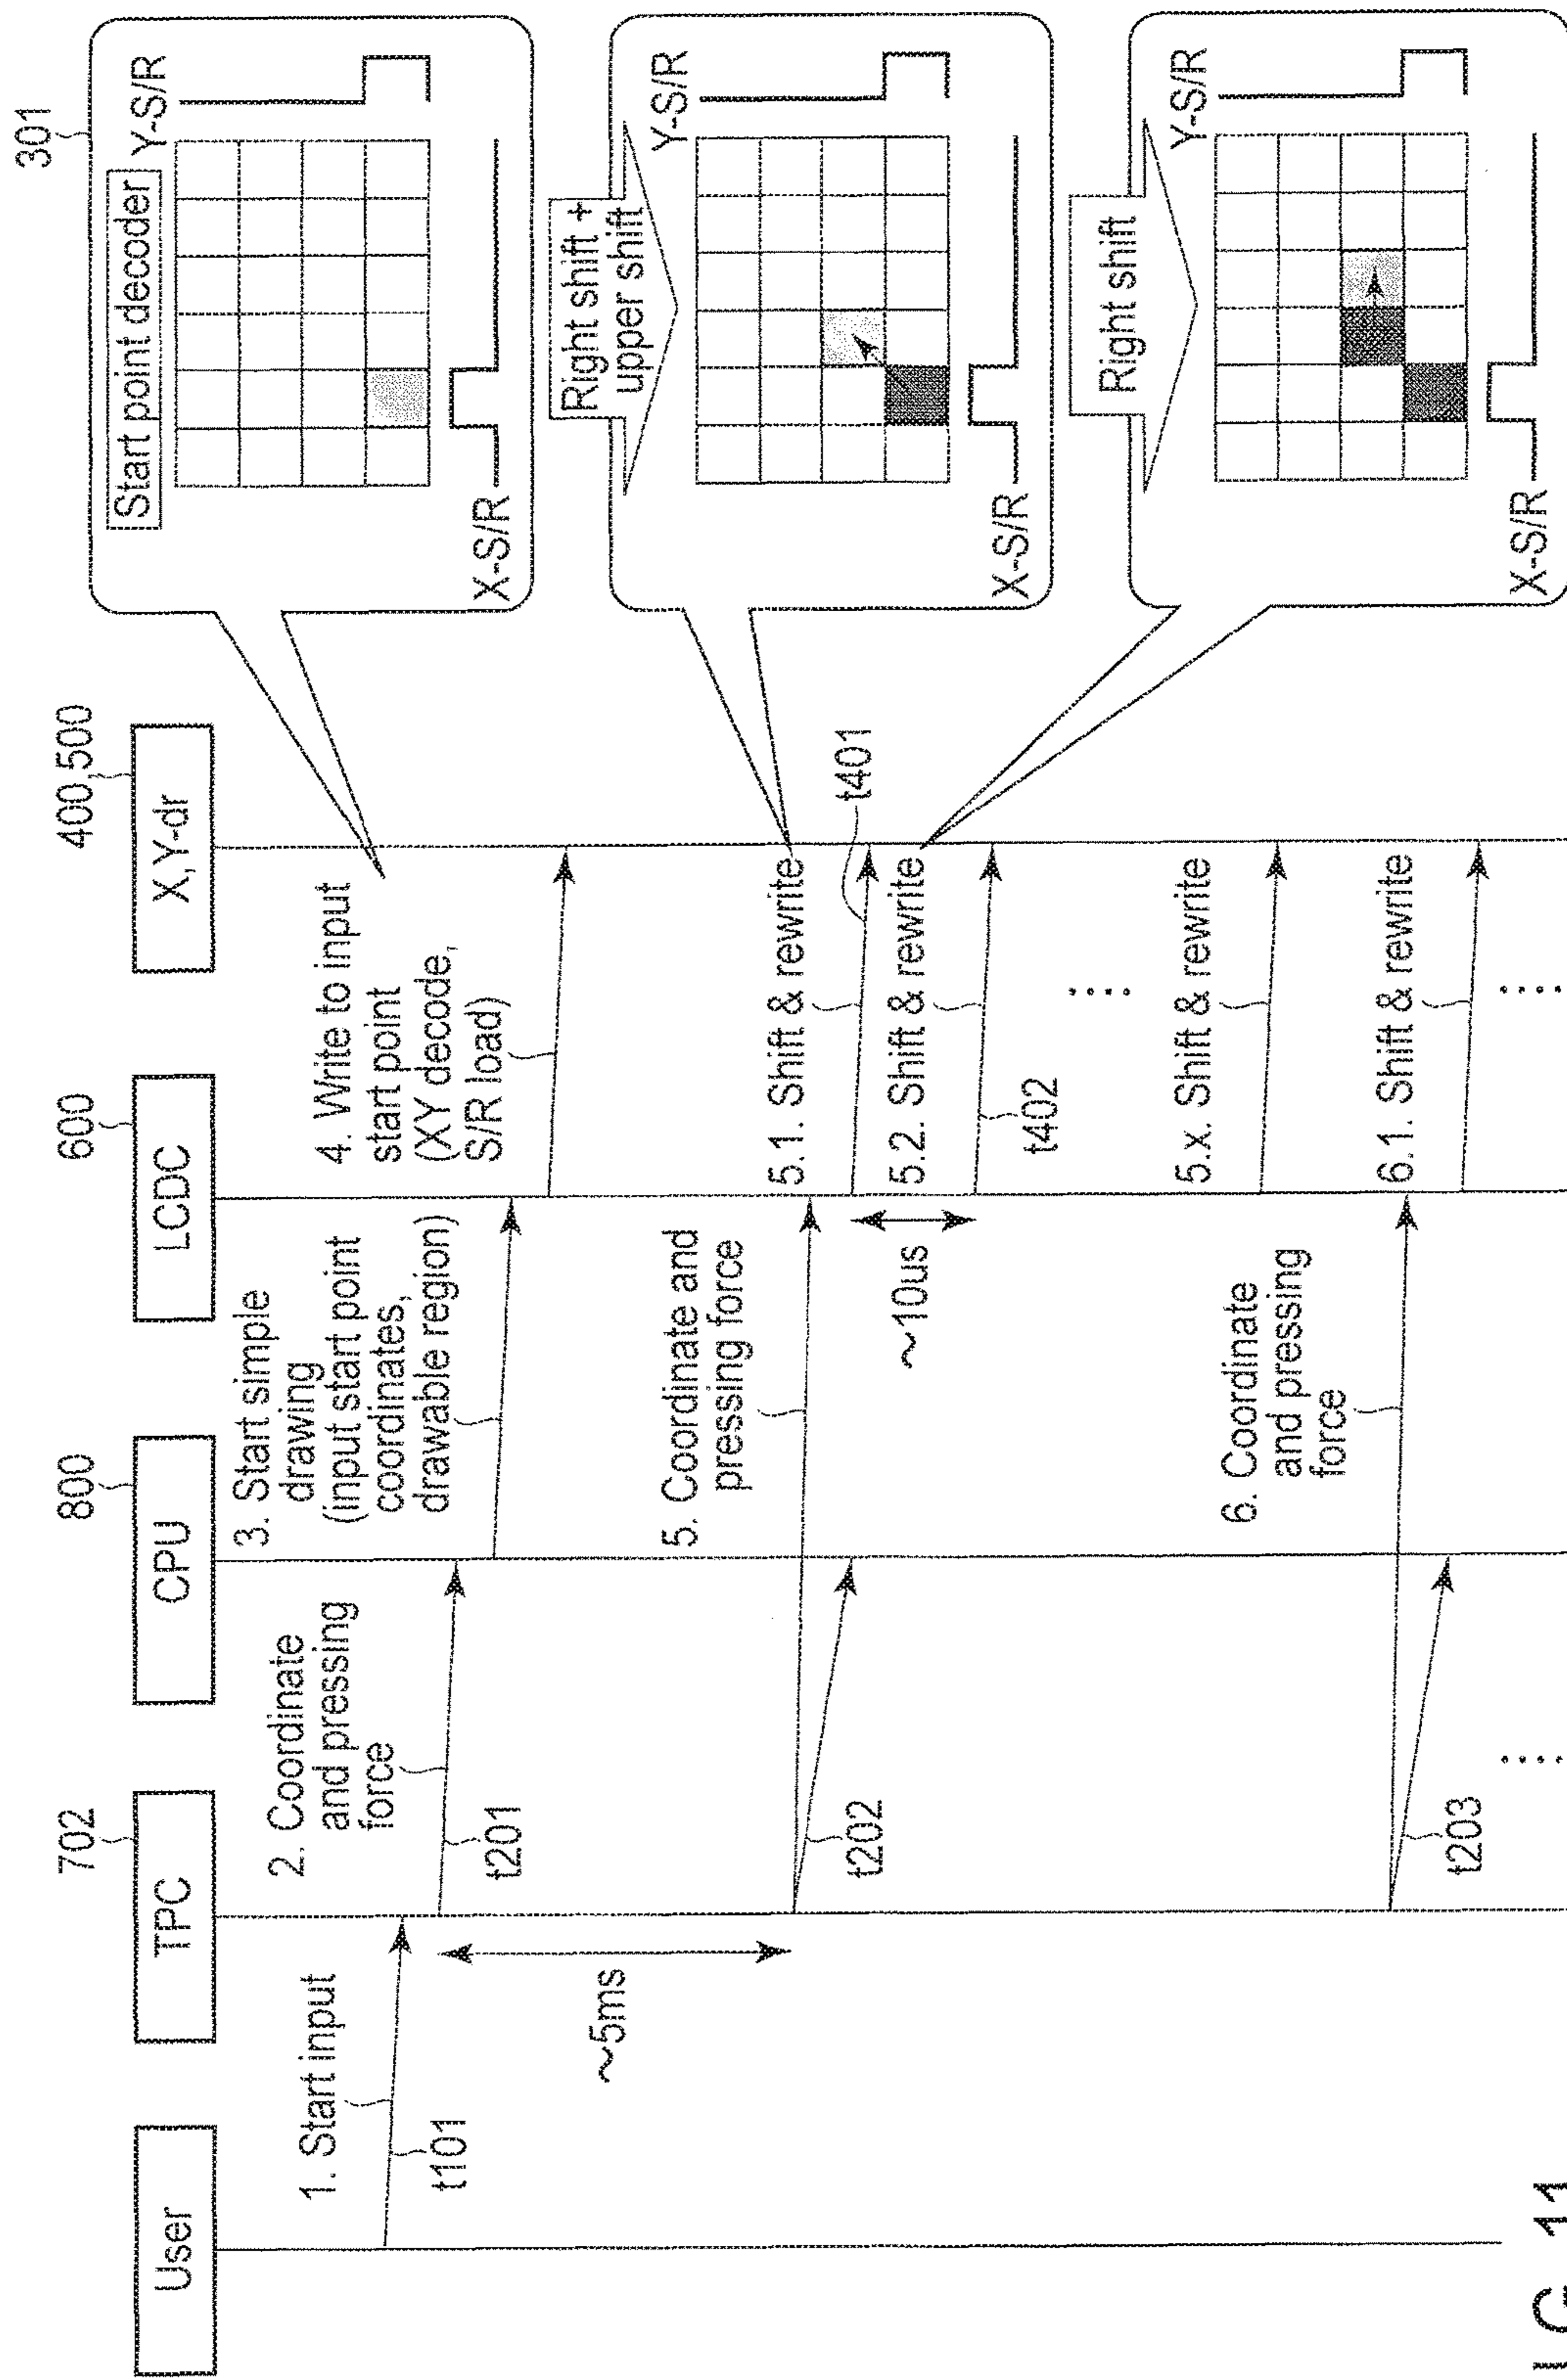 User
TPC
702
CPU
800
LCDC
600
X,Y-dr
400,500
301
1. Start input
t101
2. Coordinate
and pressing
force
t201
~5ms
3. Start simple
drawing
(input start point
coordinates,
drawable region)
4. Write to input
start point
(XY decode,
S/R load)
Start point decoder
Y-S/R
X-S/R
5. Coordinate and
pressing force
t202
5.1. Shift & rewrite
t401
~10us
5.2. Shift & rewrite
t402
Right shift +
upper shift
Y-S/R
X-S/R
5.x. Shift & rewrite
Right shift
Y-S/R
X-S/R
6. Coordinate
and pressing
force
t203
6.1. Shift & rewrite